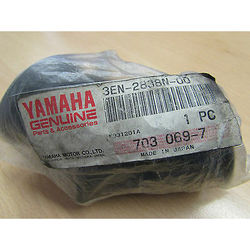 3EN-2838N-00
YAMAHA
GENUINE
Parts & Accessories
1 PC
703 069-7
YAMAHA MOTOR CO., LTD.
MADE IN JAPAN